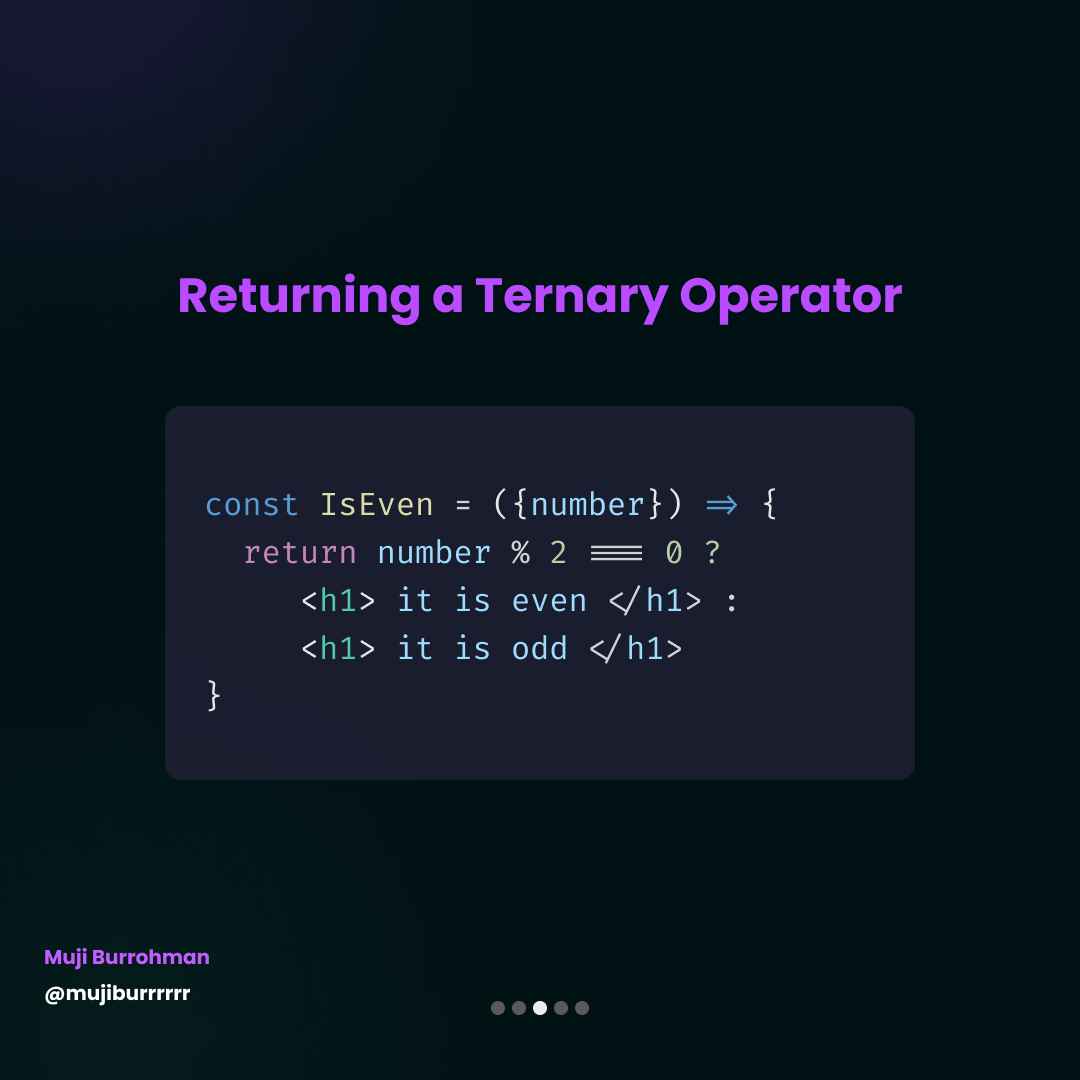 Returning a Ternary Operator
const IsEven = ({number}) => {
  return number % 2 === 0 ?
     <h1> it is even </h1> :
     <h1> it is odd </h1>
}
Muji Burrohman
@mujiburrrrrr